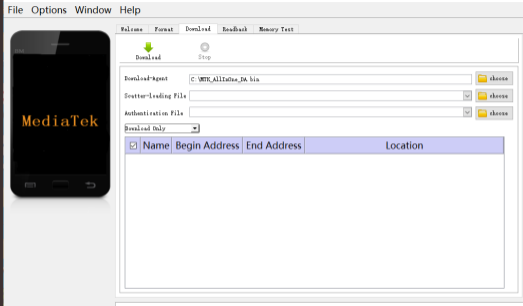 File Options Window Help
Welcome Format Download Readback Memory Test
Download Stop
Download-Agent C:\MTK_AllInOne_DA.bin choose
Scatter-loading File choose
Authentication File choose
Download Only
Name Begin Address End Address Location
MediaTek